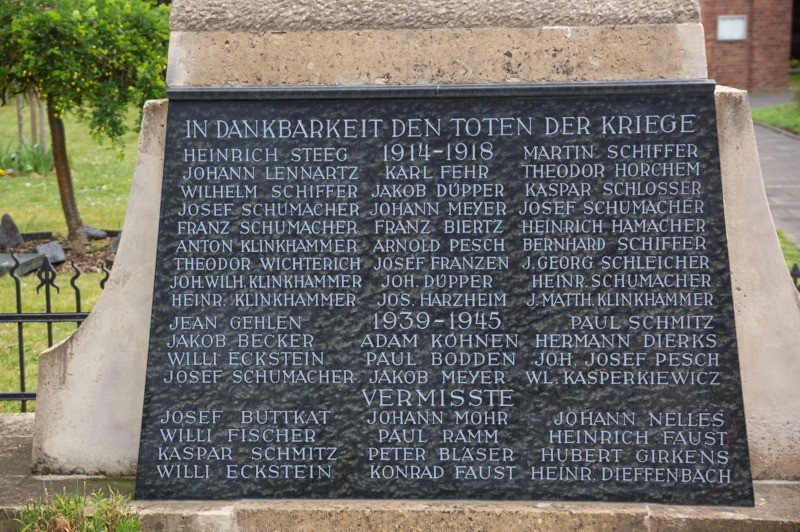 IN DANKBARKEIT DEN TOTEN DER KRIEGE
HEINRICH STEEG 1914-1918 MARTIN SCHIFFER
JOHANN LENNARTZ KARL FEHR THEODOR HORCHEM
WILHELM SCHIFFER JAKOB DÜPPER KASPAR SCHLÖSSER
JOSEF SCHUMACHER JOHANN MEYER JOSEF SCHUMACHER
FRANZ SCHUMACHER FRANZ BIERTZ HEINRICH HAMACHER
ANTON KLINKHAMMER ARNOLD PESCH BERNHARD SCHIFFER
THEODOR WICHTERICH JOSEF FRANZEN J. GEORG SCHLEICHER
JOH. WILH. KLINKHAMMER JOH. DÜPPER HEINR. SCHUMACHER
HEINR. KLINKHAMMER JOS. HARZHEIM J. MATTH. KLINKHAMMER
JEAN GEHLEN 1939-1945 PAUL SCHMITZ
JAKOB BECKER ADAM KOHNEN HERMANN DIERKS
WILLI ECKSTEIN PAUL BODDEN JOH. JOSEF PESCH
JOSEF SCHUMACHER JAKOB MEYER WL. KASPERKIEWICZ
VERMISSTE
JOSEF BUTTKAT JOHANN MOHR JOHANN NELLES
WILLI FISCHER PAUL RAMM HEINRICH FAUST
KASPAR SCHMITZ PETER BLÄSER HUBERT GIRKENS
WILLI ECKSTEIN KONRAD FAUST HEINR. DIEFFENBACH